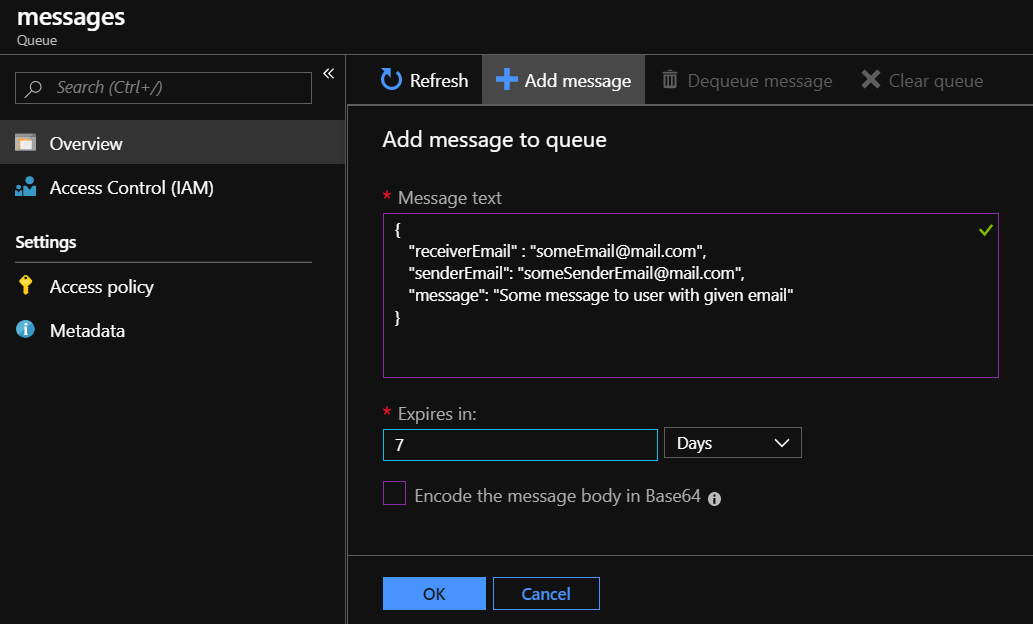 messages
Queue
Search (Ctrl+/)
«
Overview
Access Control (IAM)
Settings
Access policy
Metadata
Refresh
Add message
Dequeue message
Clear queue
Add message to queue
* Message text
{
"receiverEmail" : "someEmail@mail.com",
"senderEmail": "someSenderEmail@mail.com",
"message": "Some message to user with given email"
}
* Expires in:
7
Days
Encode the message body in Base64
OK
Cancel